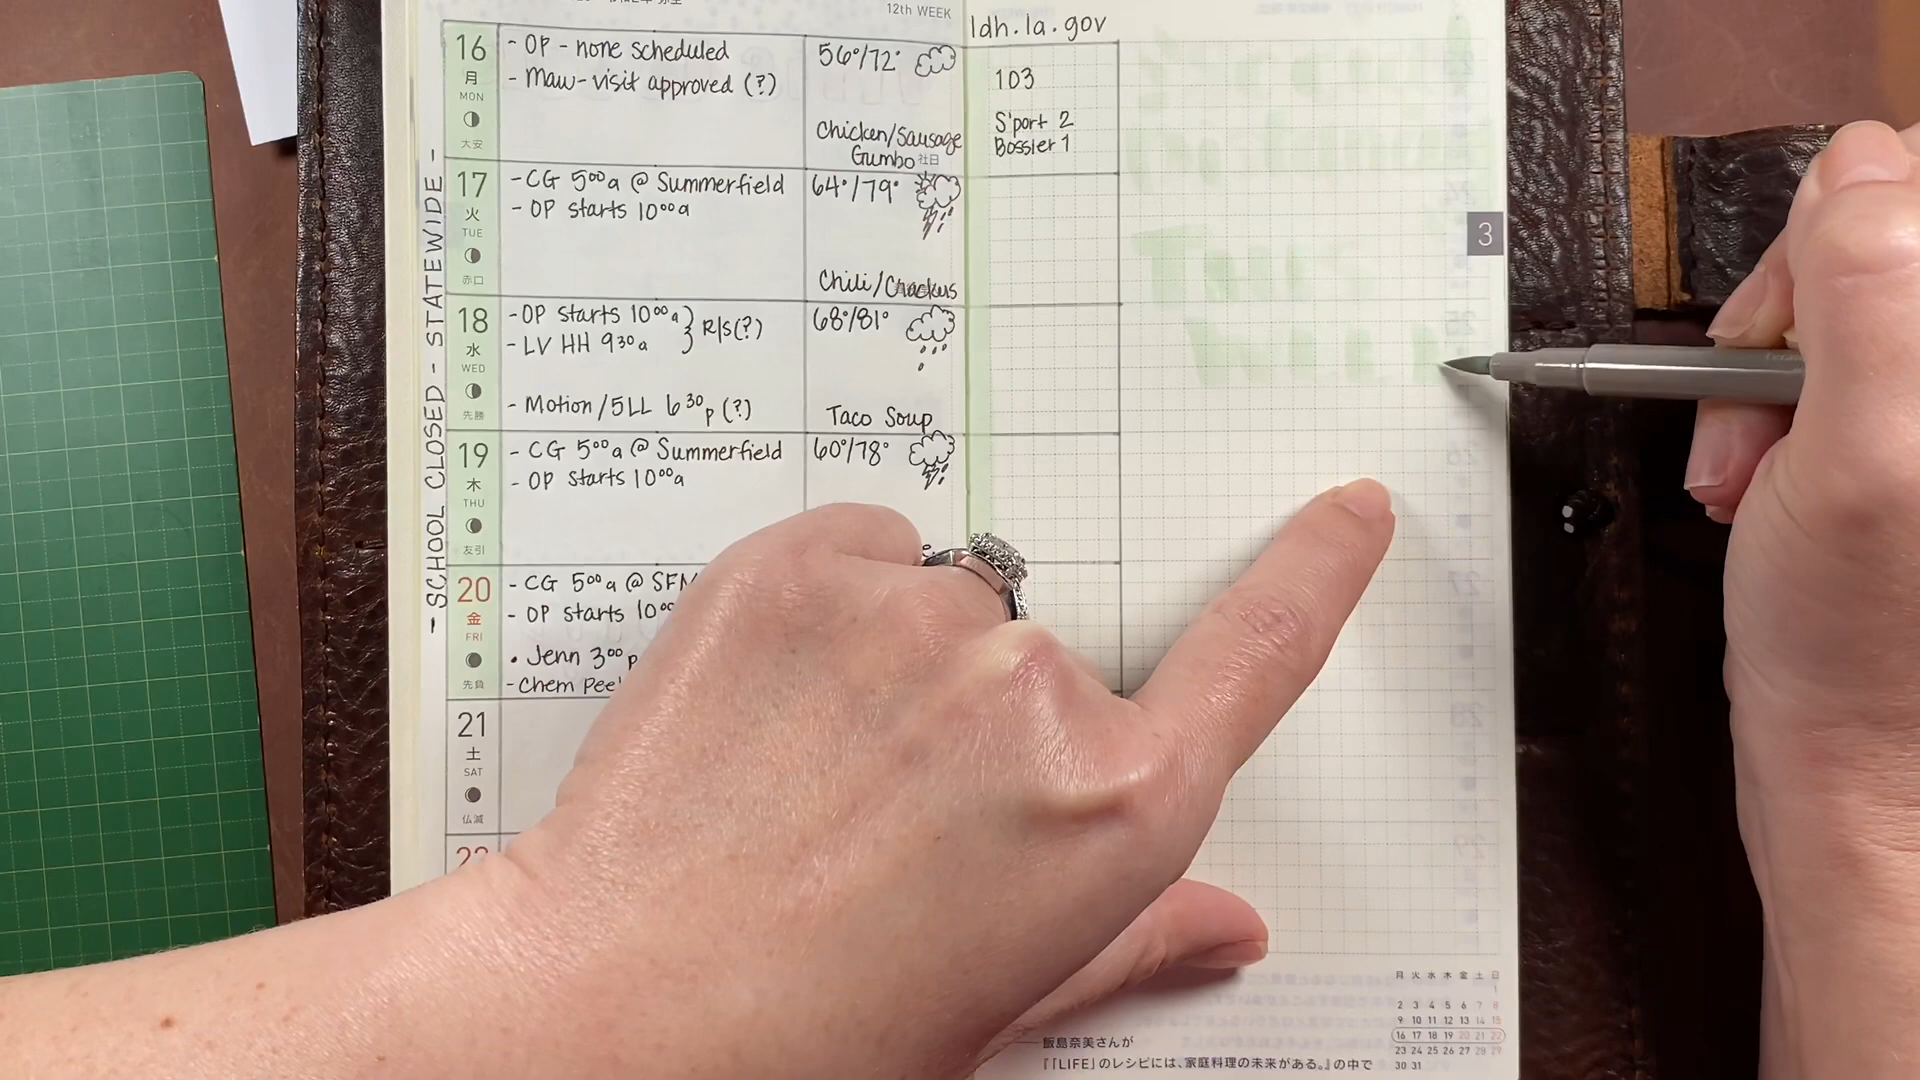 12th WEEK
- SCHOOL CLOSED - STATEWIDE -
16
月
MON
大安
- OP - none scheduled
- Maw-visit approved (?)
56°/72°
Chicken/Sausage
Gumbo
社日
17
火
TUE
赤口
- CG 5⁰⁰a @ Summerfield
- OP starts 10⁰⁰a
64°/79°
Chili/Crackers
18
水
WED
先勝
- OP starts 10⁰⁰a
- LV HH 9³⁰a
} R/S(?)
- Motion/5LL 6³⁰p (?)
68°/81°
Taco Soup
19
木
THU
友引
- CG 5⁰⁰a @ Summerfield
- OP starts 10⁰⁰a
60°/78°
20
金
FRI
先負
- CG 5⁰⁰a @ SFM
- OP starts 10⁰⁰
• Jenn 3⁰⁰p
- Chem Peel
21
土
SAT
仏滅
22
ldh.la.gov
103
S'port 2
Bossier 1
3
月 火 水 木 金 土 日
1
2 3 4 5 6 7 8
9 10 11 12 13 14 15
16 17 18 19 20 21 22
23 24 25 26 27 28 29
30 31
飯島奈美さんが
『「LIFE」のレシピには、家庭料理の未来がある。』の中で